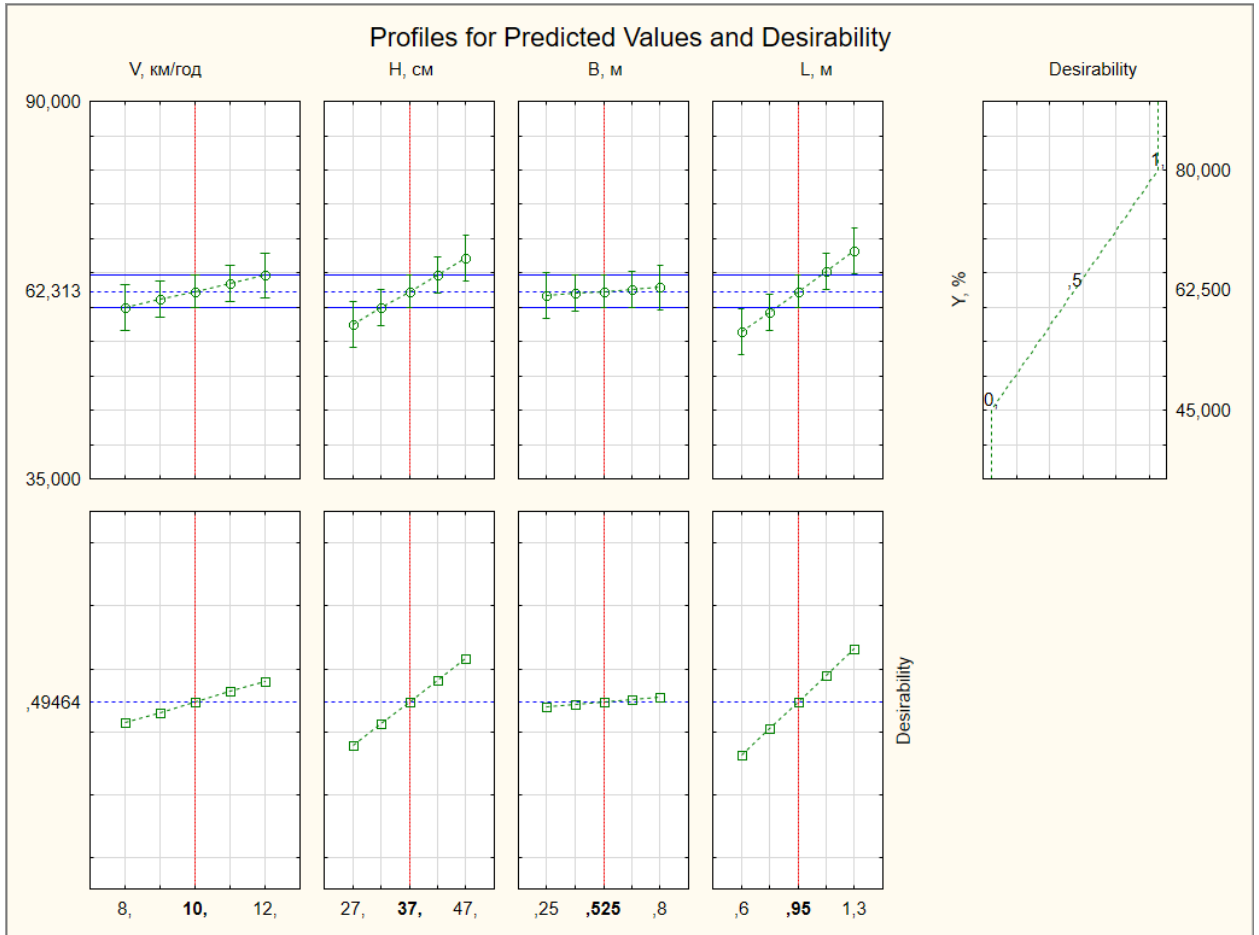 Profiles for Predicted Values and Desirability
V, км/год H, см B, м L, м Desirability
90,000
1,
80,000
62,313
,5
62,500
Y, %
0,
45,000
35,000
,49464
Desirability
8, 10, 12, 27, 37, 47, ,25 ,525 ,8 ,6 ,95 1,3